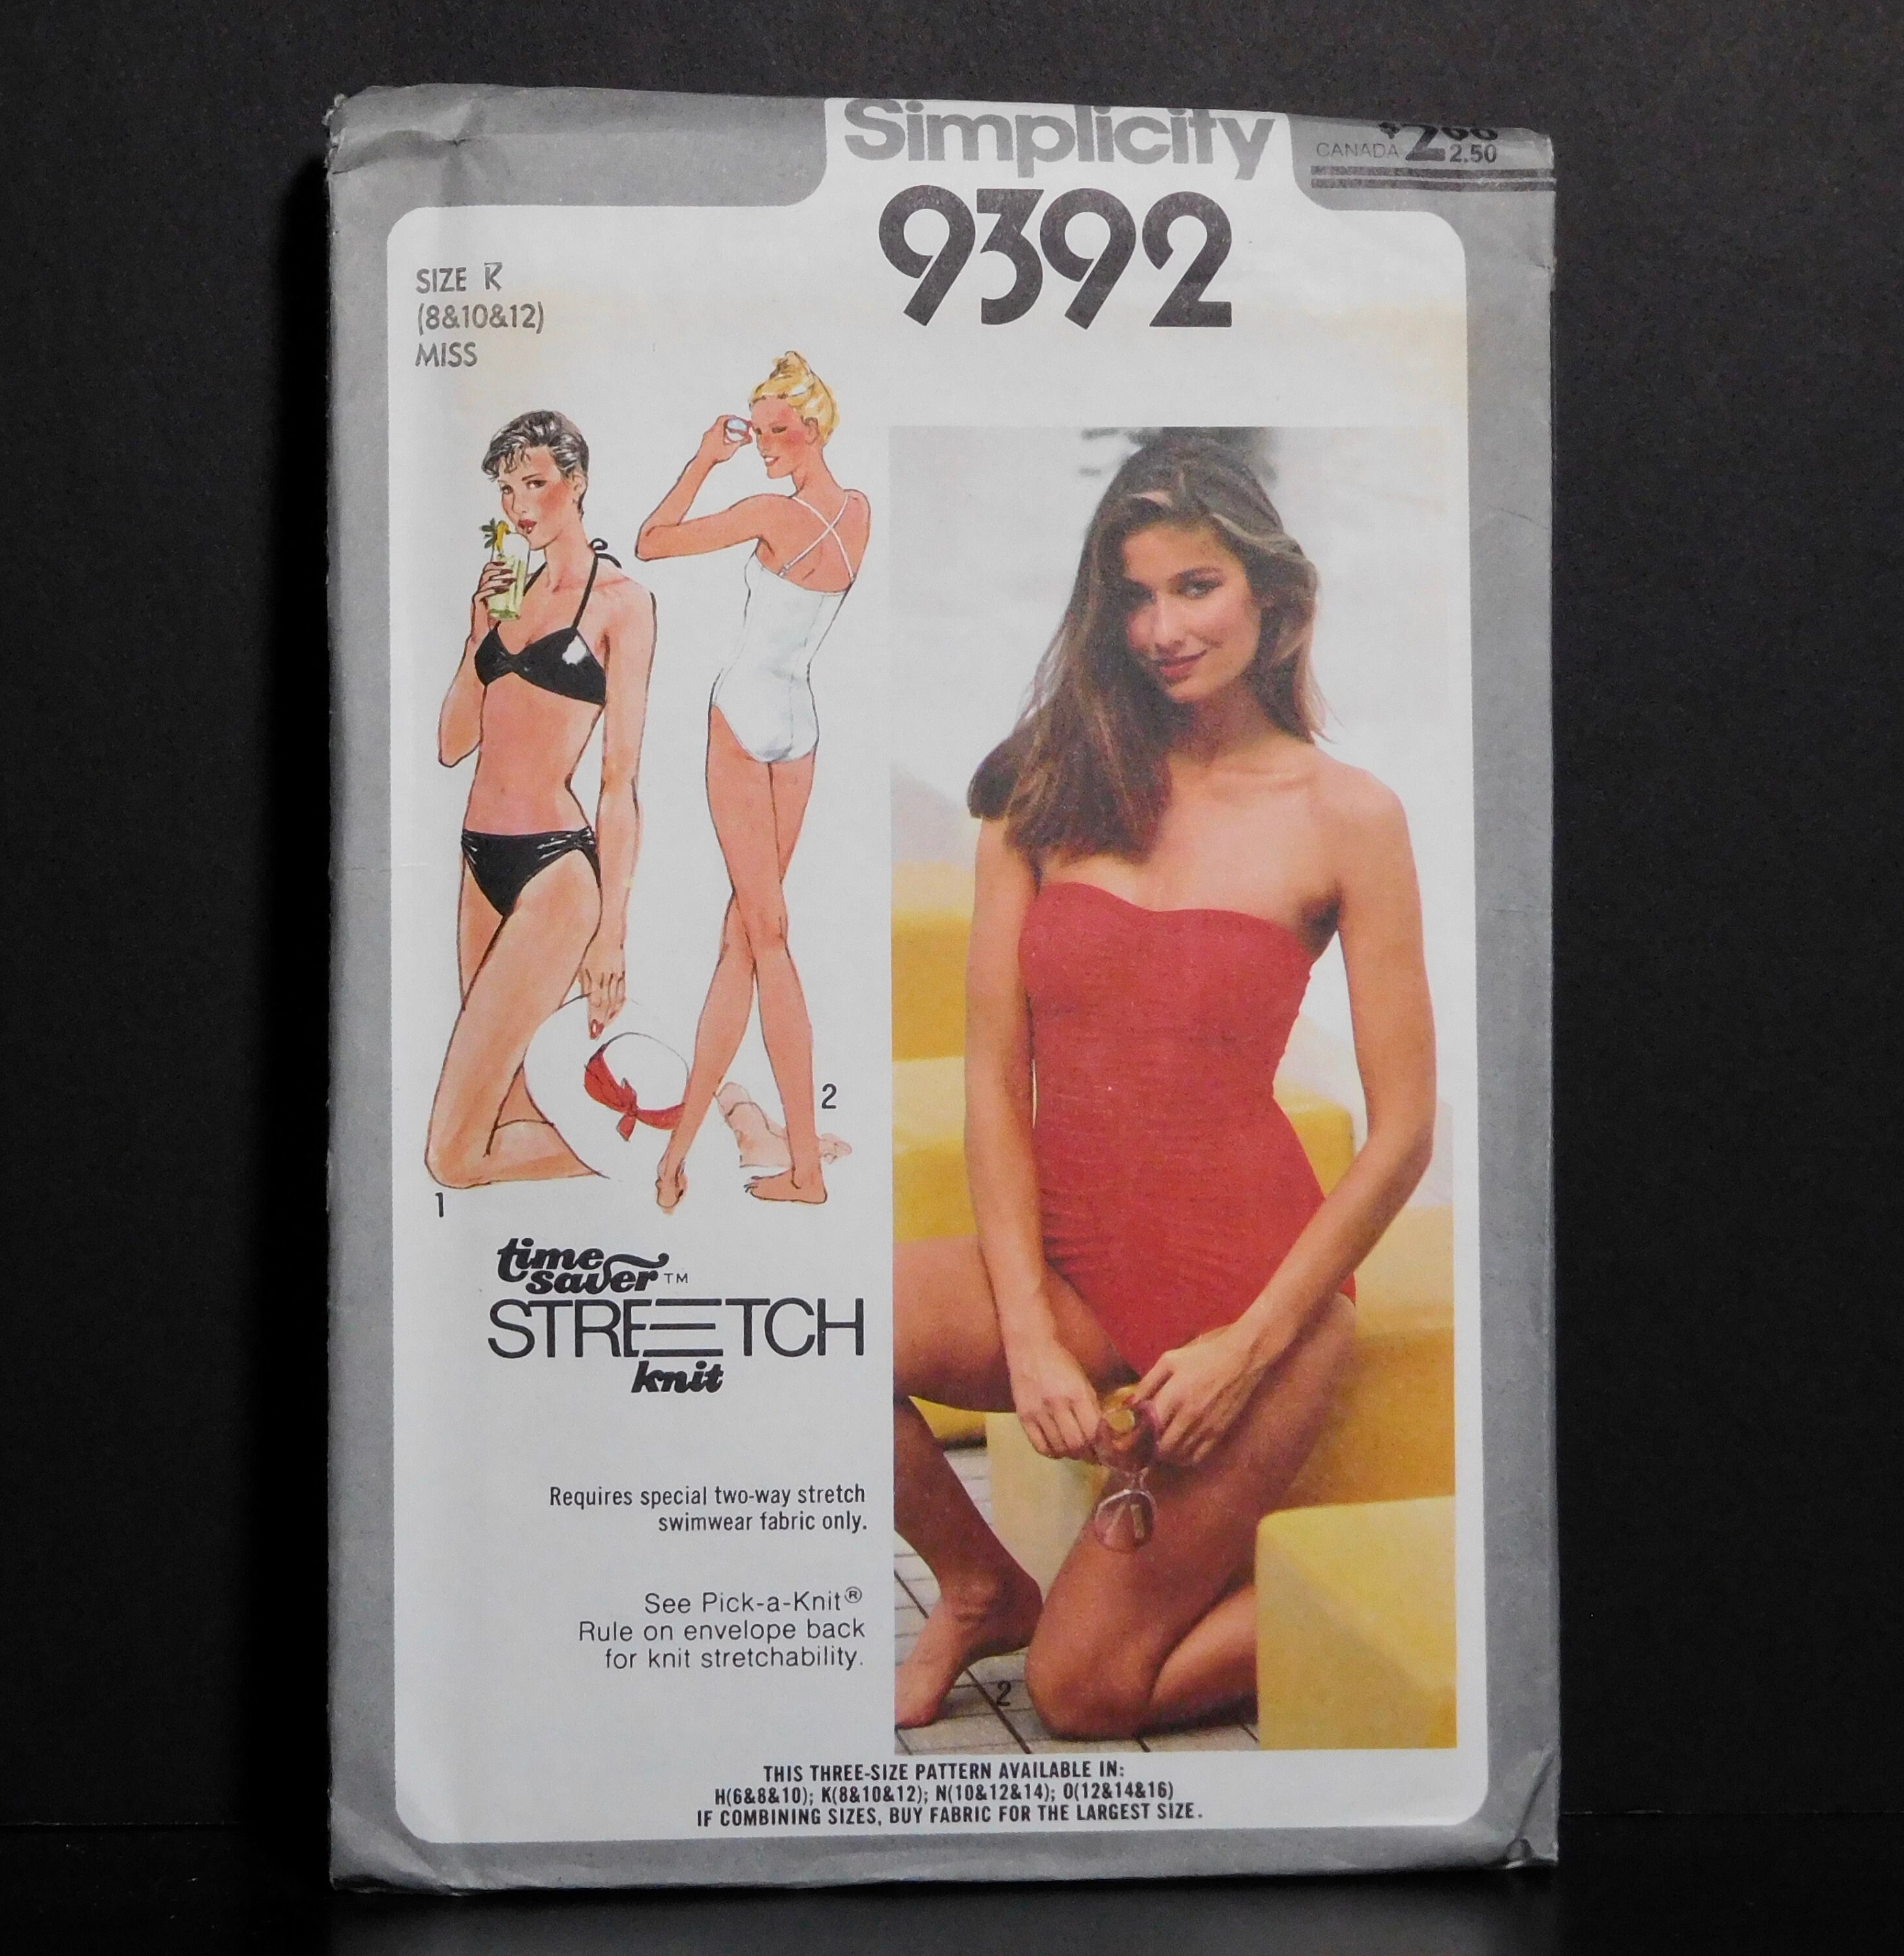 Simplicity
CANADA 2.50
9392
SIZE K
(8&10&12)
MISS
1
2
time
saver™
STRETCH
knit
Requires special two-way stretch
swimwear fabric only.
See Pick-a-Knit®
Rule on envelope back
for knit stretchability.
2
THIS THREE-SIZE PATTERN AVAILABLE IN:
H(6&8&10); K(8&10&12); N(10&12&14); O(12&14&16)
IF COMBINING SIZES, BUY FABRIC FOR THE LARGEST SIZE.